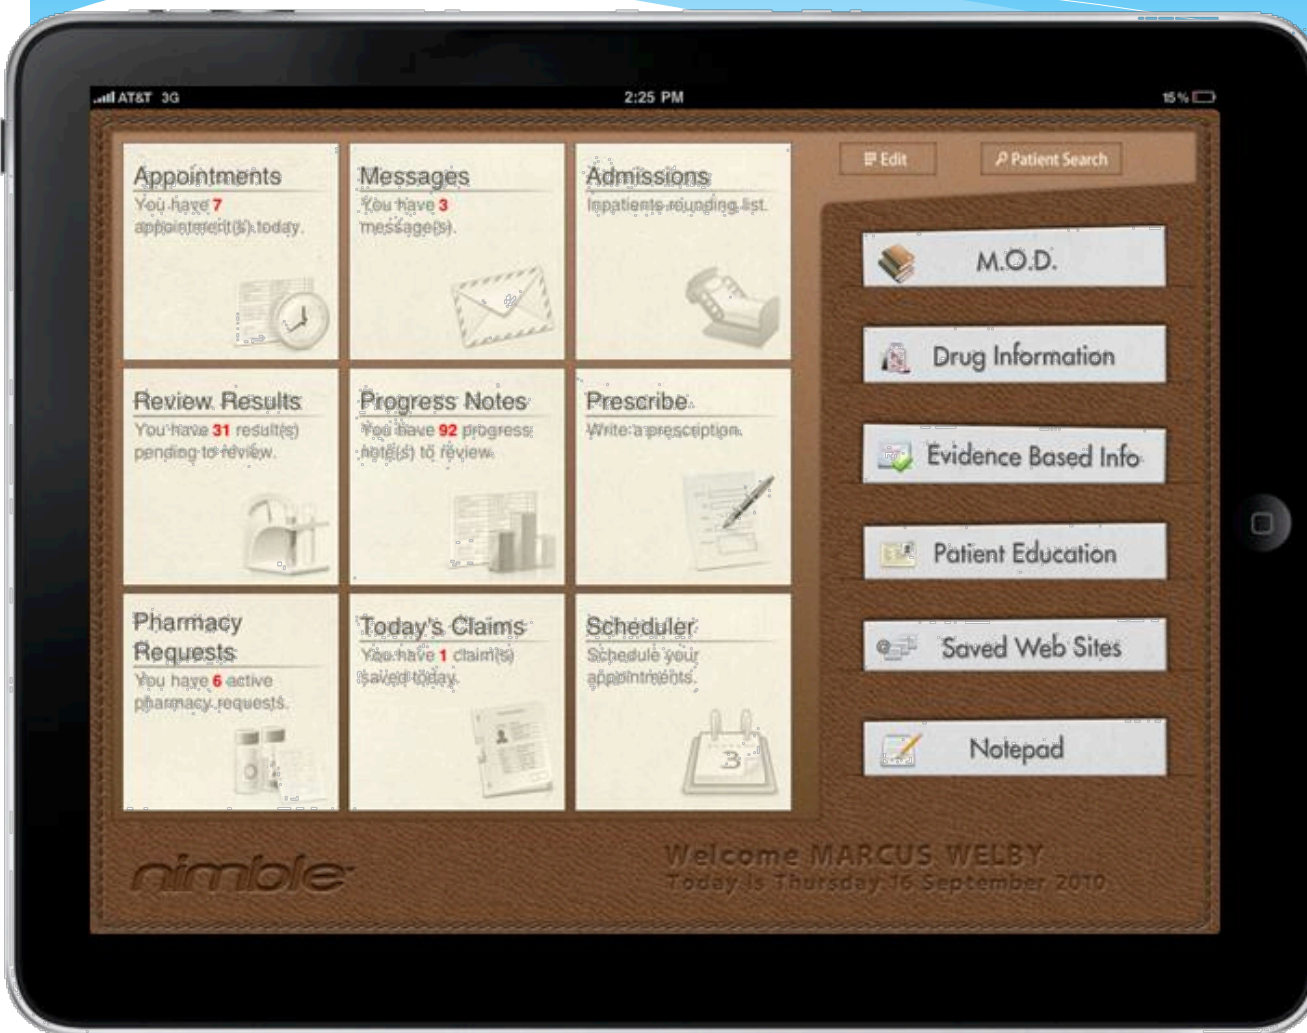 AT&T 3G
2:25 PM
15%
Appointments
You have 7
appointment(s) today.
Messages
You have 3
message(s).
Admissions
Inpatients rounding list.
Edit
Patient Search
M.O.D.
Drug Information
Evidence Based Info
Patient Education
Saved Web Sites
Notepad
Review Results
You have 31 result(s)
pending to review.
Progress Notes
You have 92 progress
note(s) to review.
Prescribe
Write a prescription.
Pharmacy
Requests
You have 6 active
pharmacy requests.
Today's Claims
You have 1 claim(s)
saved today.
Scheduler
Schedule your
appointments.
3
nimble
Welcome MARCUS WELBY
Today is Thursday 16 September 2010